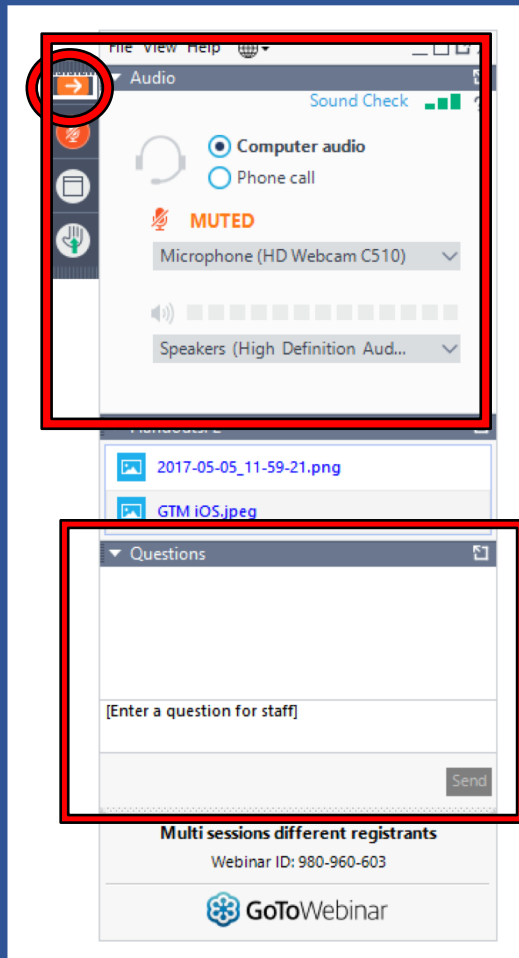 File View Help
Audio
Sound Check
?
Computer audio
Phone call
MUTED
Microphone (HD Webcam C510)
Speakers (High Definition Aud...
Handouts: 2
2017-05-05_11-59-21.png
GTM iOS.jpeg
Questions
[Enter a question for staff]
Send
Multi sessions different registrants
Webinar ID: 980-960-603
GoToWebinar